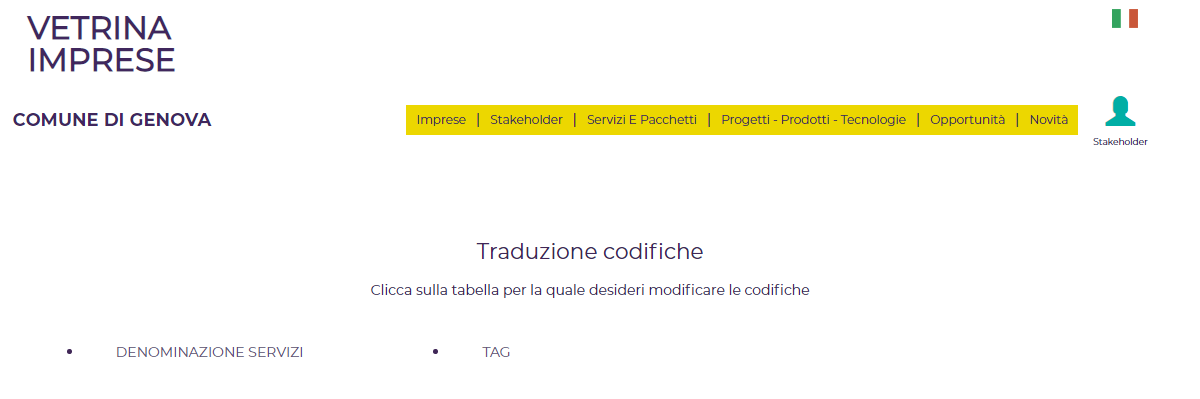 VETRINA
IMPRESE
COMUNE DI GENOVA
Imprese | Stakeholder | Servizi E Pacchetti | Progetti - Prodotti - Tecnologie | Opportunità | Novità
Stakeholder
Traduzione codifiche
Clicca sulla tabella per la quale desideri modificare le codifiche
• DENOMINAZIONE SERVIZI
• TAG